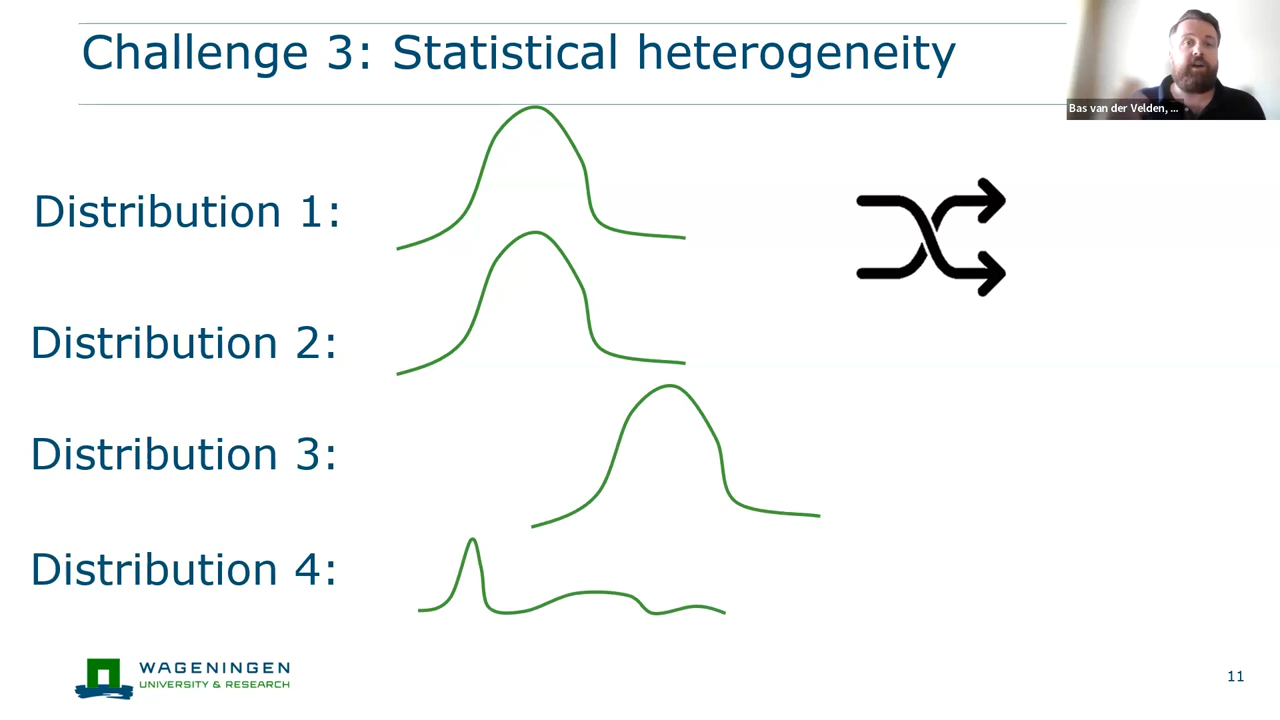 Challenge 3: Statistical heterogeneity
Bas van der Velden, ...
Distribution 1:
Distribution 2:
Distribution 3:
Distribution 4:
WAGENINGEN
UNIVERSITY & RESEARCH
11